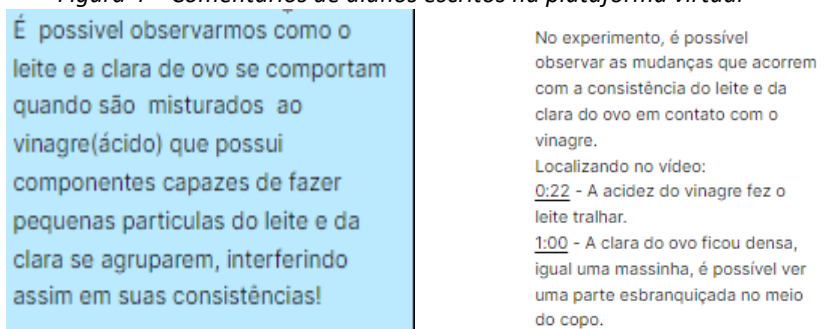 Figura 4 – Comentários de alunos escritos na plataforma virtual
É possivel observarmos como o
leite e a clara de ovo se comportam
quando são misturados ao
vinagre(ácido) que possui
componentes capazes de fazer
pequenas particulas do leite e da
clara se agruparem, interferindo
assim em suas consistências!
No experimento, é possível
observar as mudanças que acorrem
com a consistência do leite e da
clara do ovo em contato com o
vinagre.
Localizando no vídeo:
0:22 - A acidez do vinagre fez o
leite tralhar.
1:00 - A clara do ovo ficou densa,
igual uma massinha, é possível ver
uma parte esbranquiçada no meio
do copo.